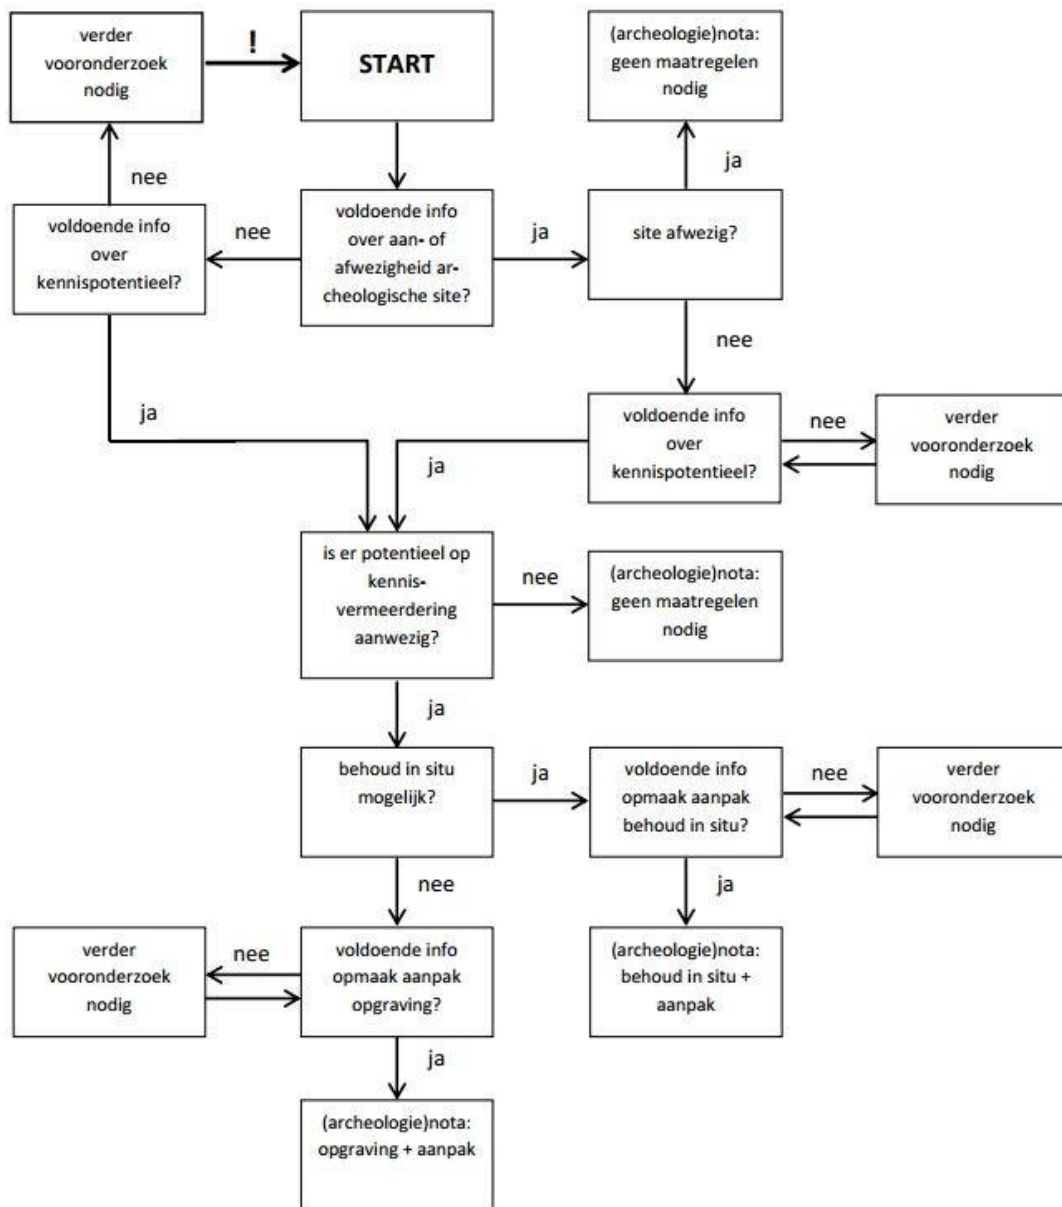 verder
vooronderzoek
nodig
!
START
(archeologie)nota:
geen maatregelen
nodig
nee
ja
voldoende info
over
kennispotentieel?
nee
voldoende info
over aan- of
afwezigheid ar-
cheologische site?
ja
site afwezig?
nee
ja
voldoende info
over
kennispotentieel?
nee
verder
vooronderzoek
nodig
ja
is er potentieel op
kennis-
vermeerdering
aanwezig?
nee
(archeologie)nota:
geen maatregelen
nodig
ja
behoud in situ
mogelijk?
ja
voldoende info
opmaak aanpak
behoud in situ?
nee
verder
vooronderzoek
nodig
nee
ja
verder
vooronderzoek
nodig
nee
voldoende info
opmaak aanpak
opgraving?
(archeologie)nota:
behoud in situ +
aanpak
ja
(archeologie)nota:
opgraving + aanpak